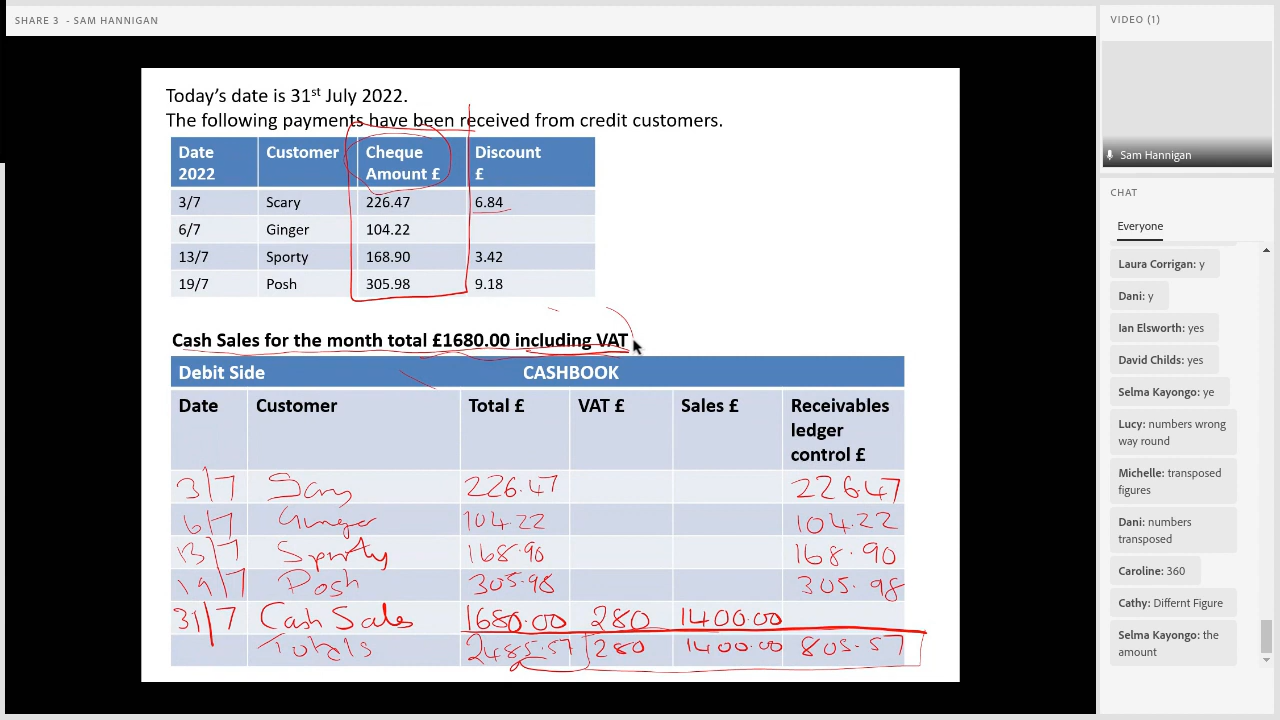 SHARE 3 - SAM HANNIGAN
Today's date is 31st July 2022.
The following payments have been received from credit customers.
Date 2022 Customer Cheque Amount £ Discount £
3/7 Scary 226.47 6.84
6/7 Ginger 104.22
13/7 Sporty 168.90 3.42
19/7 Posh 305.98 9.18
Cash Sales for the month total £1680.00 including VAT
Debit Side CASHBOOK
Date Customer Total £ VAT £ Sales £ Receivables ledger control £
3/7 Scary 226.47 22647
6/7 Ginger 104.22 104.22
13/7 Sporty 168.90 168.90
19/7 Posh 305.98 305.98
31/7 Cash Sales 1680.00 280 1400.00
Totals 2485.57 280 1400.00 805.57
VIDEO (1)
Sam Hannigan
CHAT
Everyone
Laura Corrigan: y
Dani: y
Ian Elsworth: yes
David Childs: yes
Selma Kayongo: ye
Lucy: numbers wrong
way round
Michelle: transposed
figures
Dani: numbers
transposed
Caroline: 360
Cathy: Differnt Figure
Selma Kayongo: the
amount